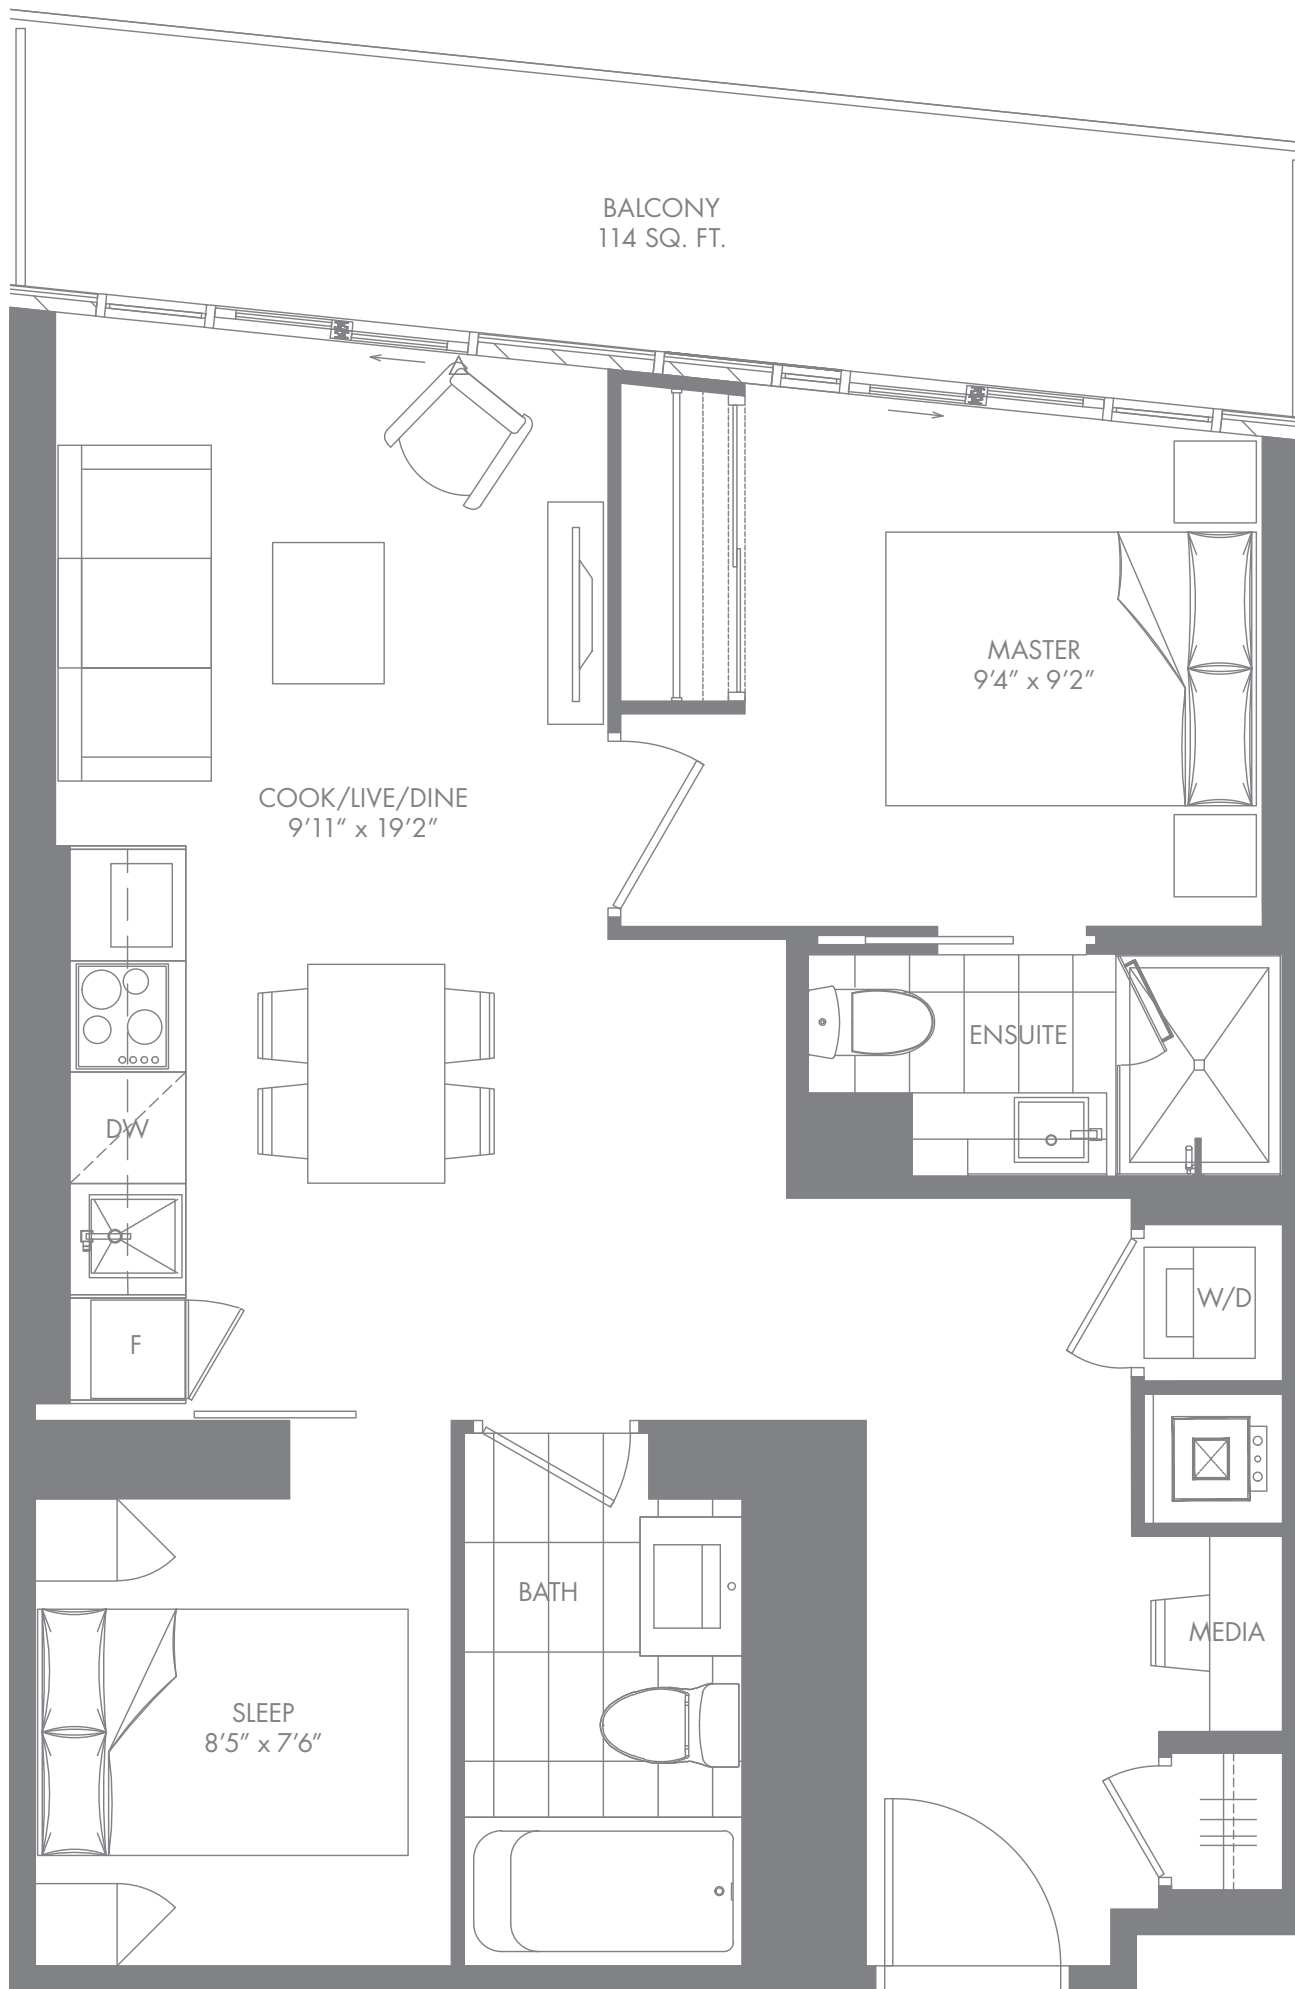 BALCONY
114 SQ. FT.
MASTER
9’4” x 9’2”
COOK/LIVE/DINE
9’11“ x 19’2”
ENSUITE
DW
W/D
F
BATH
MEDIA
SLEEP
8’5” x 7’6”